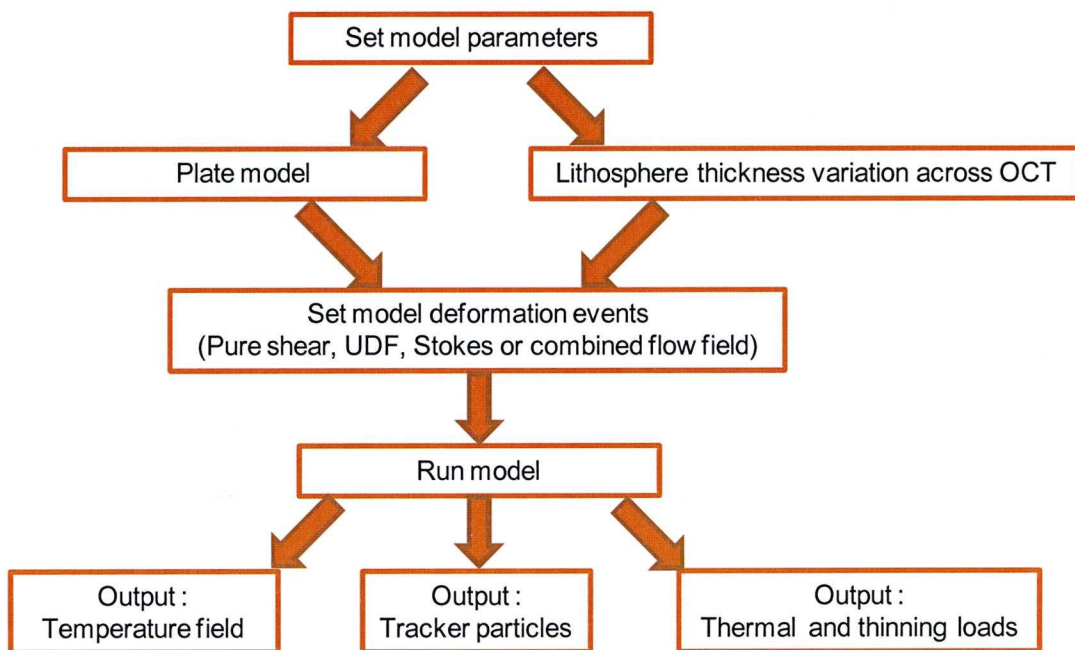 Set model parameters
Plate model
Lithosphere thickness variation across OCT
Set model deformation events
(Pure shear, UDF, Stokes or combined flow field)
Run model
Output :
Temperature field
Output :
Tracker particles
Output :
Thermal and thinning loads